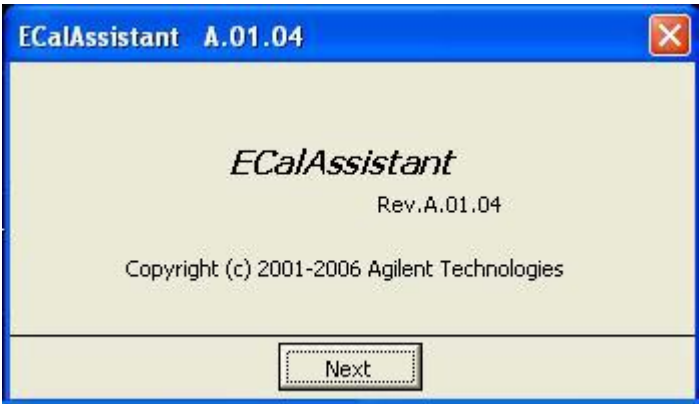 ECalAssistant A.01.04
ECalAssistant
Rev.A.01.04
Copyright (c) 2001-2006 Agilent Technologies
Next